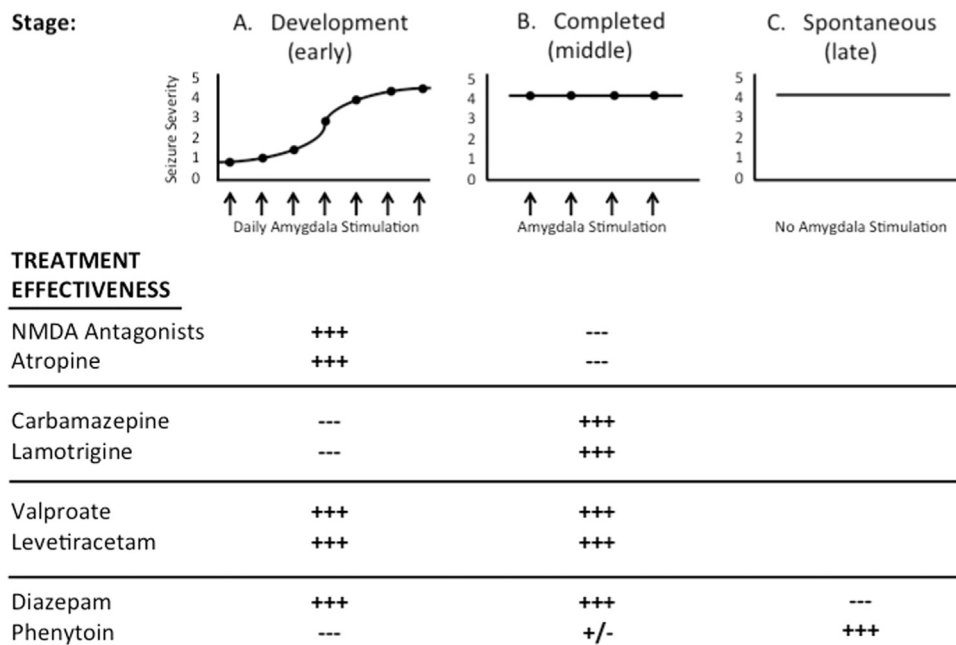 Stage: A. Development B. Completed C. Spontaneous
(early) (middle) (late)
Seizure Severity
5 5 5
4 4 4
3 3 3
2 2 2
1 1 1
0 0 0
Daily Amygdala Stimulation Amygdala Stimulation No Amygdala Stimulation
TREATMENT
EFFECTIVENESS
NMDA Antagonists +++ ---
Atropine +++ ---
Carbamazepine --- +++
Lamotrigine --- +++
Valproate +++ +++
Levetiracetam +++ +++
Diazepam +++ +++ ---
Phenytoin --- +/- +++